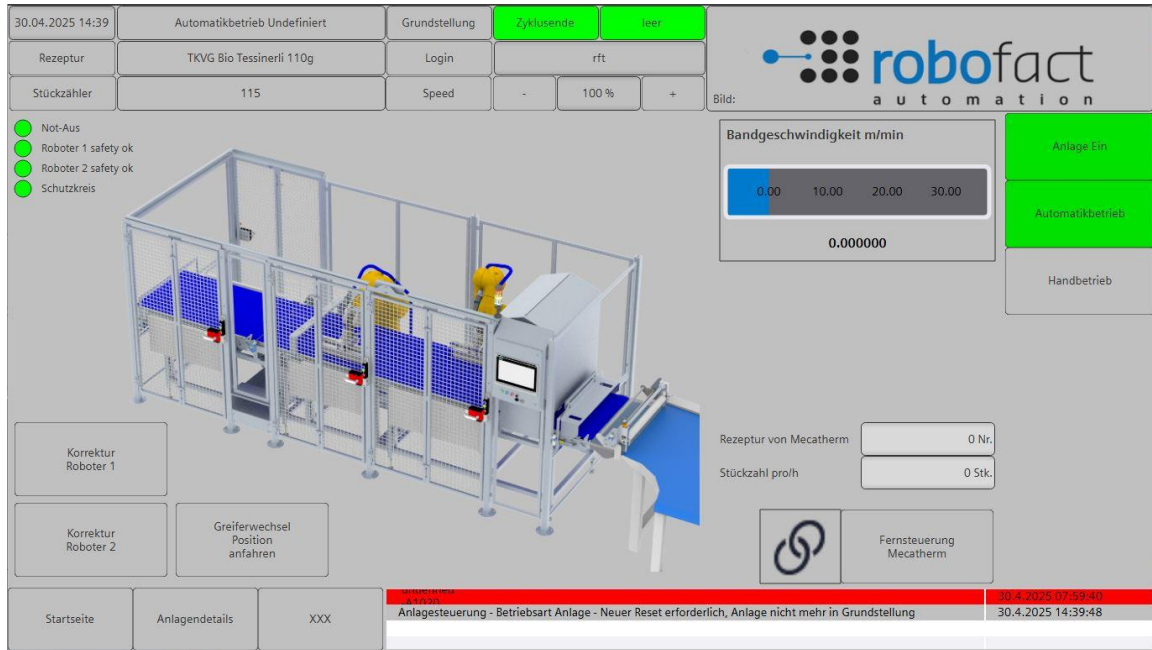 30.04.2025 14:39
Automatikbetrieb Undefiniert
Grundstellung
Zyklusende
leer
Rezeptur
TKVG Bio Tessinerli 110g
Login
rft
Stückzähler
115
Speed
-
100 %
+
Bild:
robofact
automation
Not-Aus
Roboter 1 safety ok
Roboter 2 safety ok
Schutzkreis
Bandgeschwindigkeit m/min
0.00 10.00 20.00 30.00
0.000000
Anlage Ein
Automatikbetrieb
Handbetrieb
Korrektur
Roboter 1
Rezeptur von Mecatherm
0 Nr.
Stückzahl pro/h
0 Stk.
Korrektur
Roboter 2
Greiferwechsel
Position
anfahren
Fernsteuerung
Mecatherm
Startseite
Anlagendetails
XXX
30.4.2025 07:59:40
Anlagesteuerung - Betriebsart Anlage - Neuer Reset erforderlich, Anlage nicht mehr in Grundstellung
30.4.2025 14:39:48